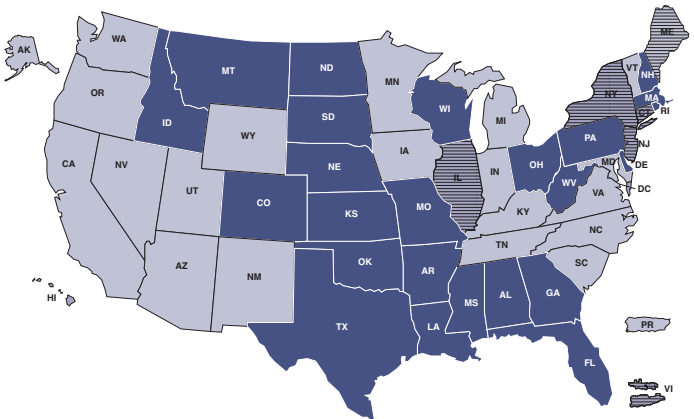 ME
WA
AK
VT
MT
ND
NH
MN
OR
NY
MA
WI
SD
ID
CT
RI
MI
WY
PA
NJ
IA
NE
OH
MD
DE
CA
NV
IL
IN
UT
WV
CO
VA
DC
KS
MO
KY
NC
TN
OK
AZ
SC
AR
NM
HI
MS
AL
GA
PR
TX
LA
FL
VI